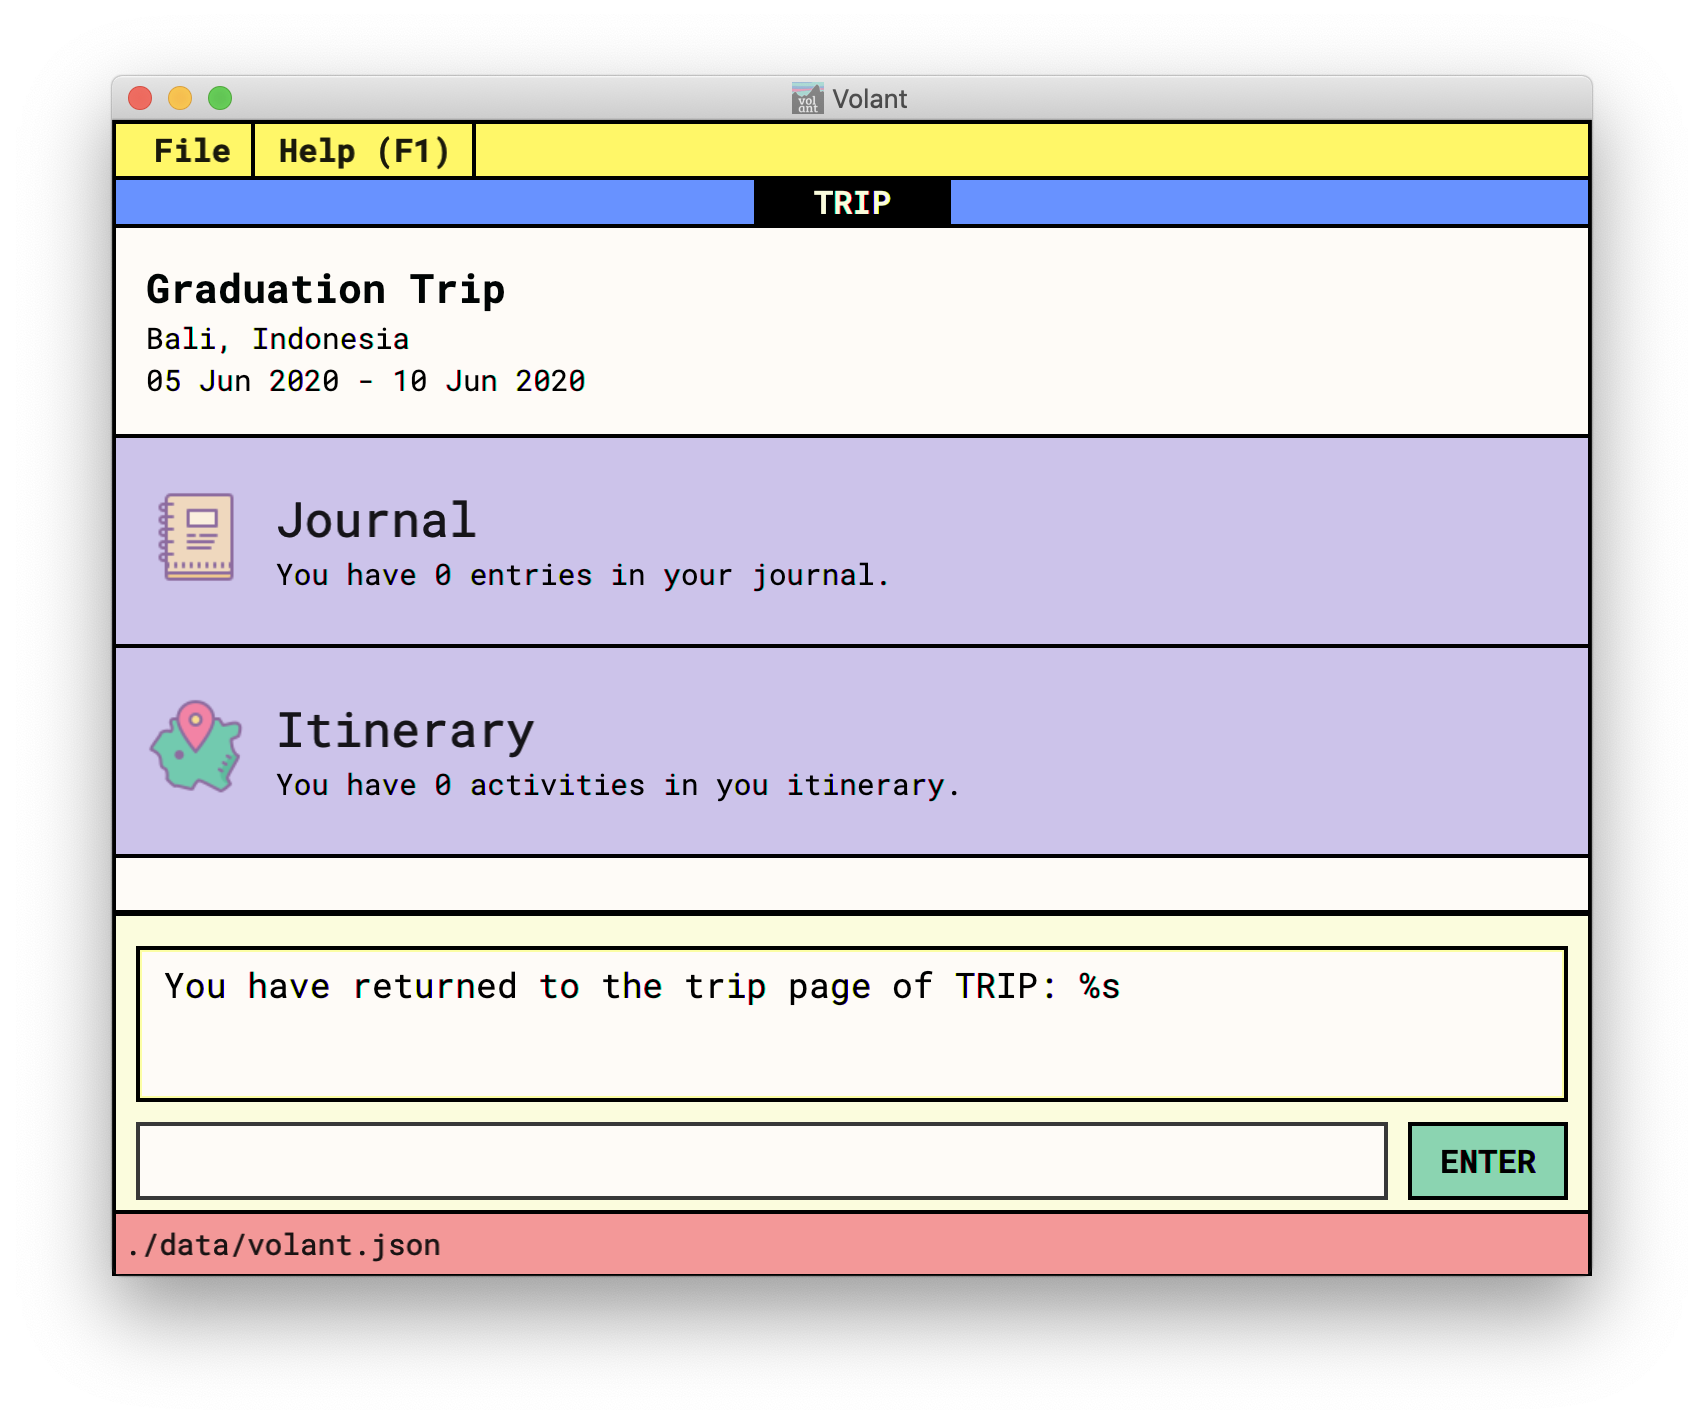 vol
ant
Volant
File
Help (F1)
TRIP
Graduation Trip
Bali, Indonesia
05 Jun 2020 - 10 Jun 2020
Journal
You have 0 entries in your journal.
Itinerary
You have 0 activities in you itinerary.
You have returned to the trip page of TRIP: %s
ENTER
./data/volant.json